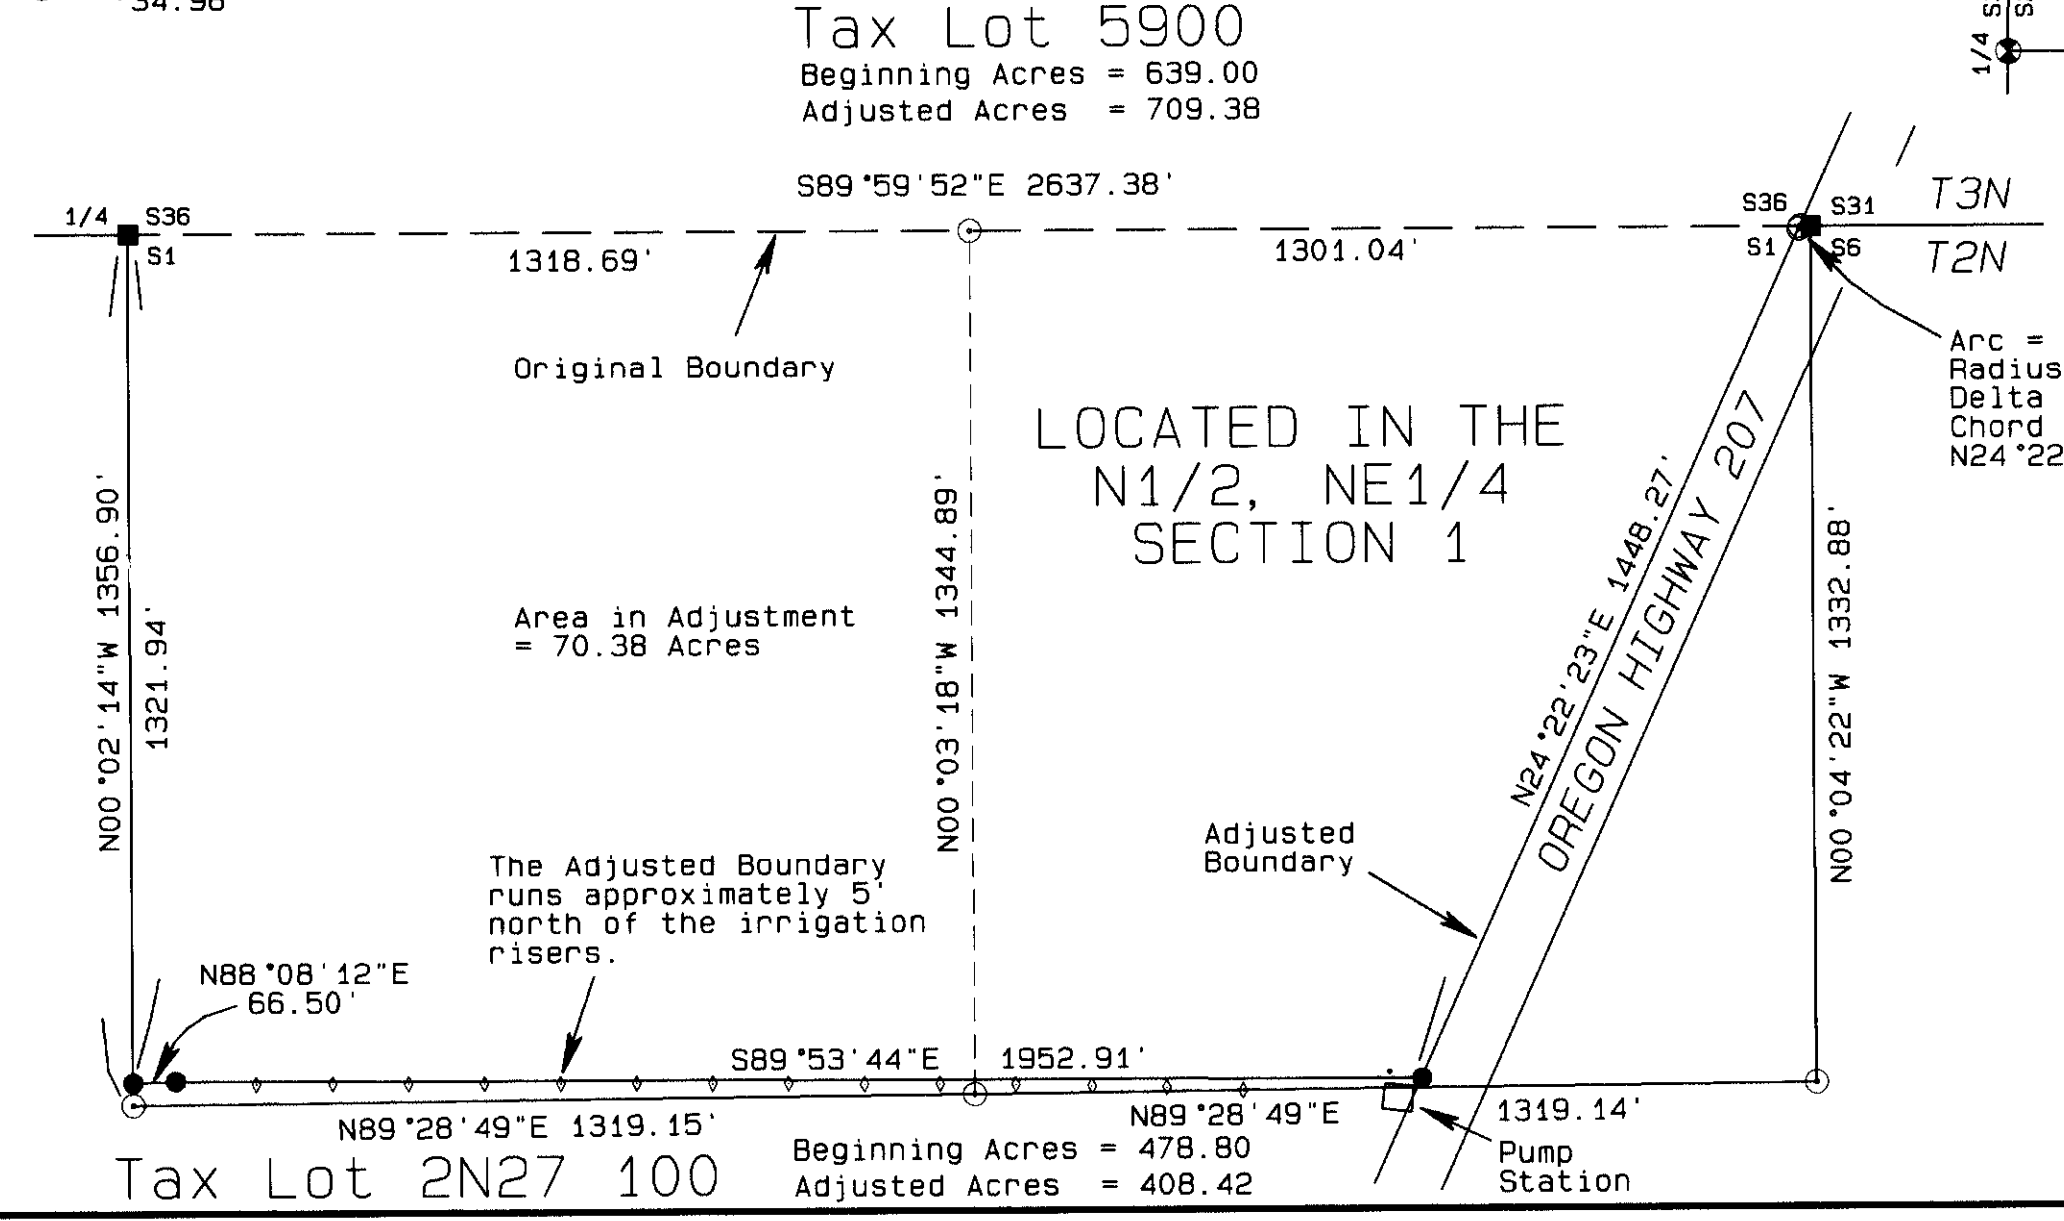 34.96
Tax Lot 5900
Beginning Acres = 639.00
Adjusted Acres = 709.38
1/4
S89°59'52"E 2637.38'
1/4 S36
S1
S36 S31
S1 S6
T3N
T2N
1318.69'
1301.04'
Original Boundary
Arc =
Radius
Delta
Chord
N24°22
LOCATED IN THE
N1/2, NE1/4
SECTION 1
N00°02'14"W 1356.90'
1321.94'
N00°03'18"W 1344.89'
N24°22'23"E 1448.27'
OREGON HIGHWAY 207
N00°04'22"W 1332.88'
Area in Adjustment
= 70.38 Acres
Adjusted
Boundary
The Adjusted Boundary
runs approximately 5'
north of the irrigation
risers.
N88°08'12"E
66.50'
S89°53'44"E 1952.91'
N89°28'49"E 1319.15'
N89°28'49"E 1319.14'
Pump
Station
Tax Lot 2N27 100
Beginning Acres = 478.80
Adjusted Acres = 408.42